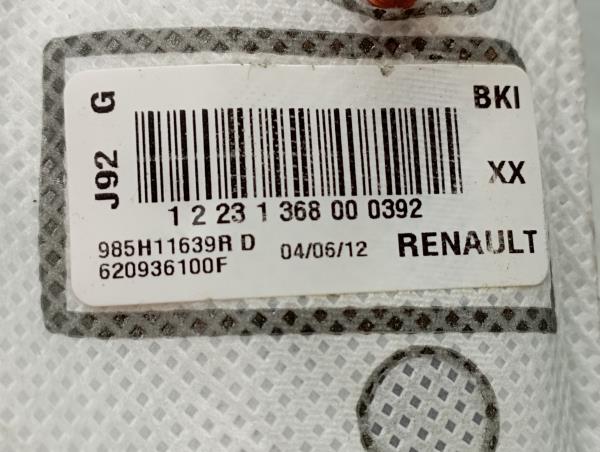 J92 G
BKI
XX
1 2 23 1 368 00 0392
985H11639R D
04/06/12
RENAULT
620936100F